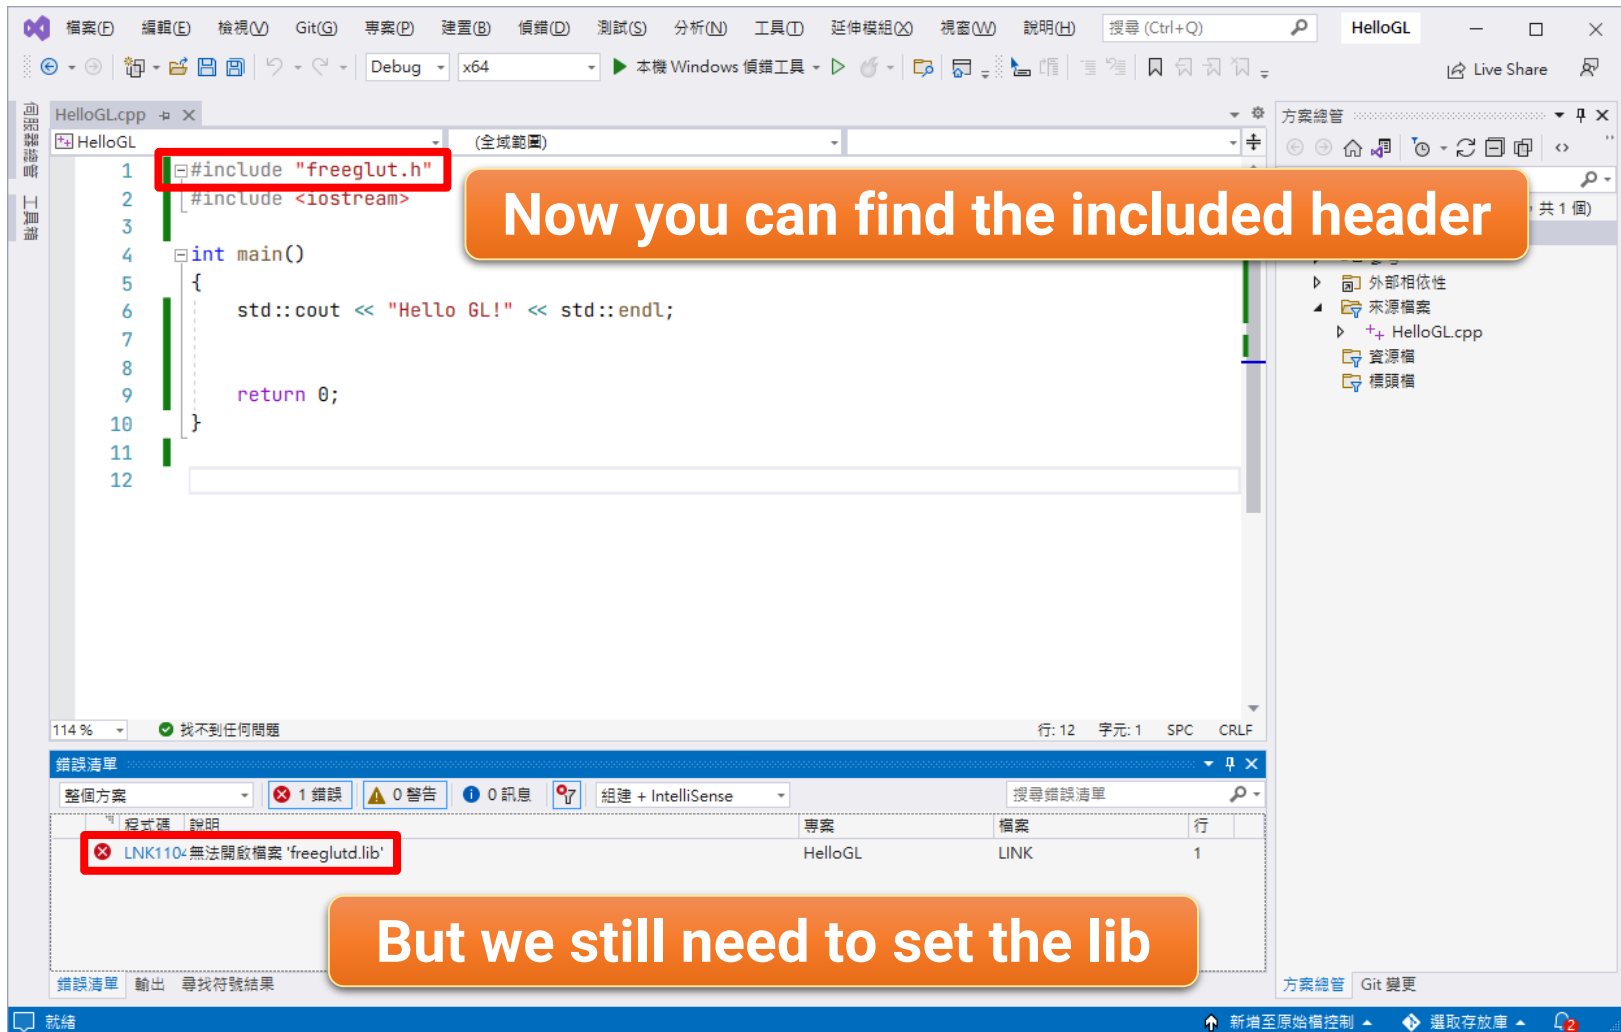 檔案(F) 編輯(E) 檢視(V) Git(G) 專案(P) 建置(B) 偵錯(D) 測試(S) 分析(N) 工具(T) 延伸模組(X) 視窗(W) 說明(H) 搜尋 (Ctrl+Q) HelloGL
Debug x64 本機 Windows 偵錯工具 Live Share
伺服器總管
工具箱
HelloGL.cpp
HelloGL (全域範圍)
1 #include "freeglut.h"
2 #include <iostream>
3
4 int main()
5 {
6 std::cout << "Hello GL!" << std::endl;
7
8
9 return 0;
10 }
11
12
Now you can find the included header
方案總管
共 1 個)
外部相依性
來源檔案
HelloGL.cpp
資源檔
標頭檔
114 % 找不到任何問題 行: 12 字元: 1 SPC CRLF
錯誤清單
整個方案 1 錯誤 0 警告 0 訊息 組建 + IntelliSense 搜尋錯誤清單
程式碼 說明 專案 檔案 行
LNK1104 無法開啟檔案 'freeglutd.lib' HelloGL LINK 1
But we still need to set the lib
錯誤清單 輸出 尋找符號結果
方案總管 Git 變更
就緒 新增至原始檔控制 選取存放庫 2